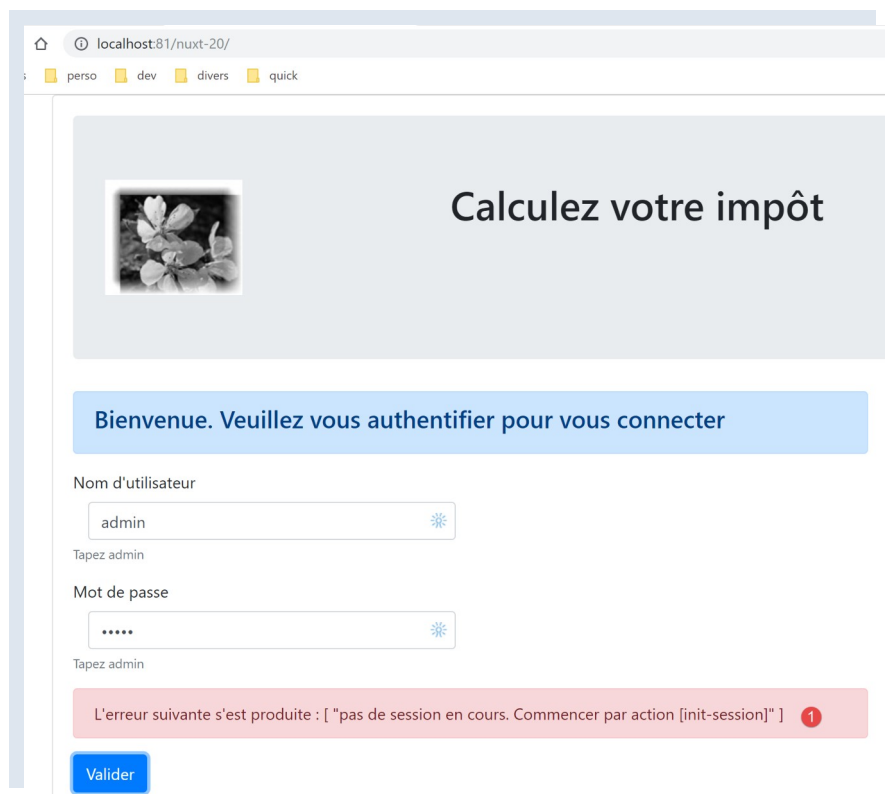 localhost:81/nuxt-20/
perso dev divers quick
Calculez votre impôt
Bienvenue. Veuillez vous authentifier pour vous connecter
Nom d'utilisateur
admin
Tapez admin
Mot de passe
•••••
Tapez admin
L'erreur suivante s'est produite : [ "pas de session en cours. Commencer par action [init-session]" ] 1
Valider